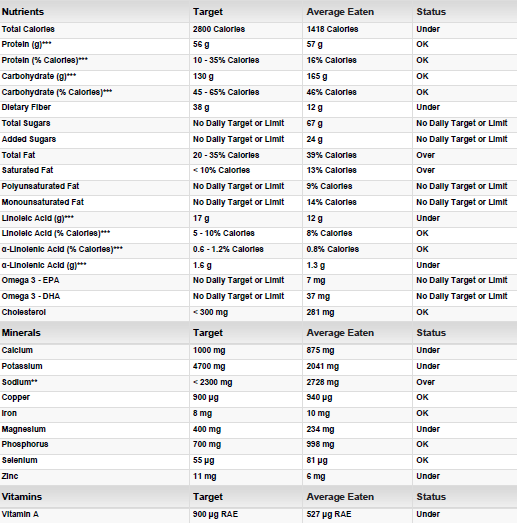 Nutrients Target Average Eaten Status
Total Calories 2800 Calories 1418 Calories Under
Protein (g)*** 56 g 57 g OK
Protein (% Calories)*** 10 - 35% Calories 16% Calories OK
Carbohydrate (g)*** 130 g 165 g OK
Carbohydrate (% Calories)*** 45 - 65% Calories 46% Calories OK
Dietary Fiber 38 g 12 g Under
Total Sugars No Daily Target or Limit 67 g No Daily Target or Limit
Added Sugars No Daily Target or Limit 24 g No Daily Target or Limit
Total Fat 20 - 35% Calories 39% Calories Over
Saturated Fat < 10% Calories 13% Calories Over
Polyunsaturated Fat No Daily Target or Limit 9% Calories No Daily Target or Limit
Monounsaturated Fat No Daily Target or Limit 14% Calories No Daily Target or Limit
Linoleic Acid (g)*** 17 g 12 g Under
Linoleic Acid (% Calories)*** 5 - 10% Calories 8% Calories OK
α-Linolenic Acid (% Calories)*** 0.6 - 1.2% Calories 0.8% Calories OK
α-Linolenic Acid (g)*** 1.6 g 1.3 g Under
Omega 3 - EPA No Daily Target or Limit 7 mg No Daily Target or Limit
Omega 3 - DHA No Daily Target or Limit 37 mg No Daily Target or Limit
Cholesterol < 300 mg 281 mg OK
Minerals Target Average Eaten Status
Calcium 1000 mg 875 mg Under
Potassium 4700 mg 2041 mg Under
Sodium** < 2300 mg 2728 mg Over
Copper 900 µg 940 µg OK
Iron 8 mg 10 mg OK
Magnesium 400 mg 234 mg Under
Phosphorus 700 mg 998 mg OK
Selenium 55 µg 81 µg OK
Zinc 11 mg 6 mg Under
Vitamins Target Average Eaten Status
Vitamin A 900 µg RAE 527 µg RAE Under